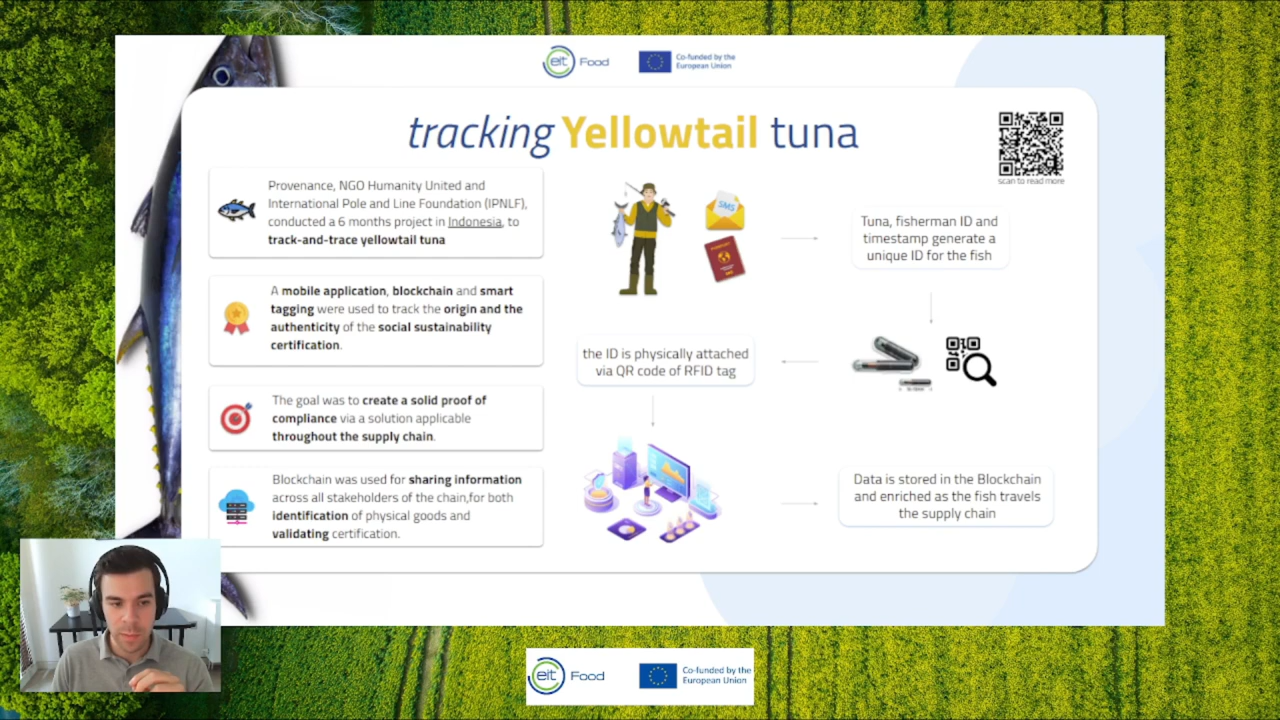 eit Food
Co-funded by the
European Union
tracking Yellowtail tuna
scan to read more
Provenance, NGO Humanity United and
International Pole and Line Foundation (IPNLF),
conducted a 6 months project in Indonesia, to
track-and-trace yellowtail tuna
A mobile application, blockchain and smart
tagging were used to track the origin and the
authenticity of the social sustainability
certification.
The goal was to create a solid proof of
compliance via a solution applicable
throughout the supply chain.
Blockchain was used for sharing information
across all stakeholders of the chain,for both
identification of physical goods and
validating certification.
SMS
Tuna, fisherman ID and
timestamp generate a
unique ID for the fish
the ID is physically attached
via QR code of RFID tag
Data is stored in the Blockchain
and enriched as the fish travels
the supply chain
eit Food
Co-funded by the
European Union